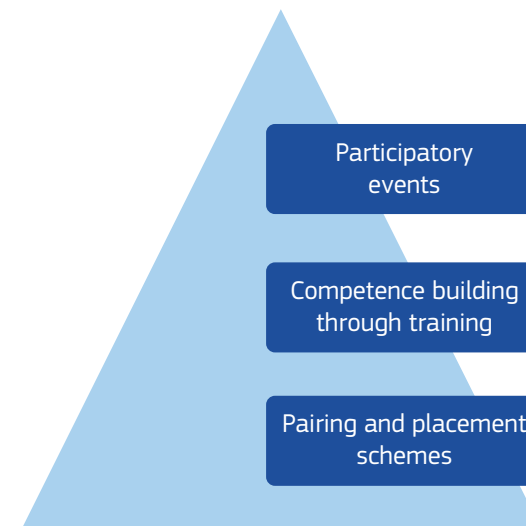 Participatory
events
Competence building
through training
Pairing and placement
schemes